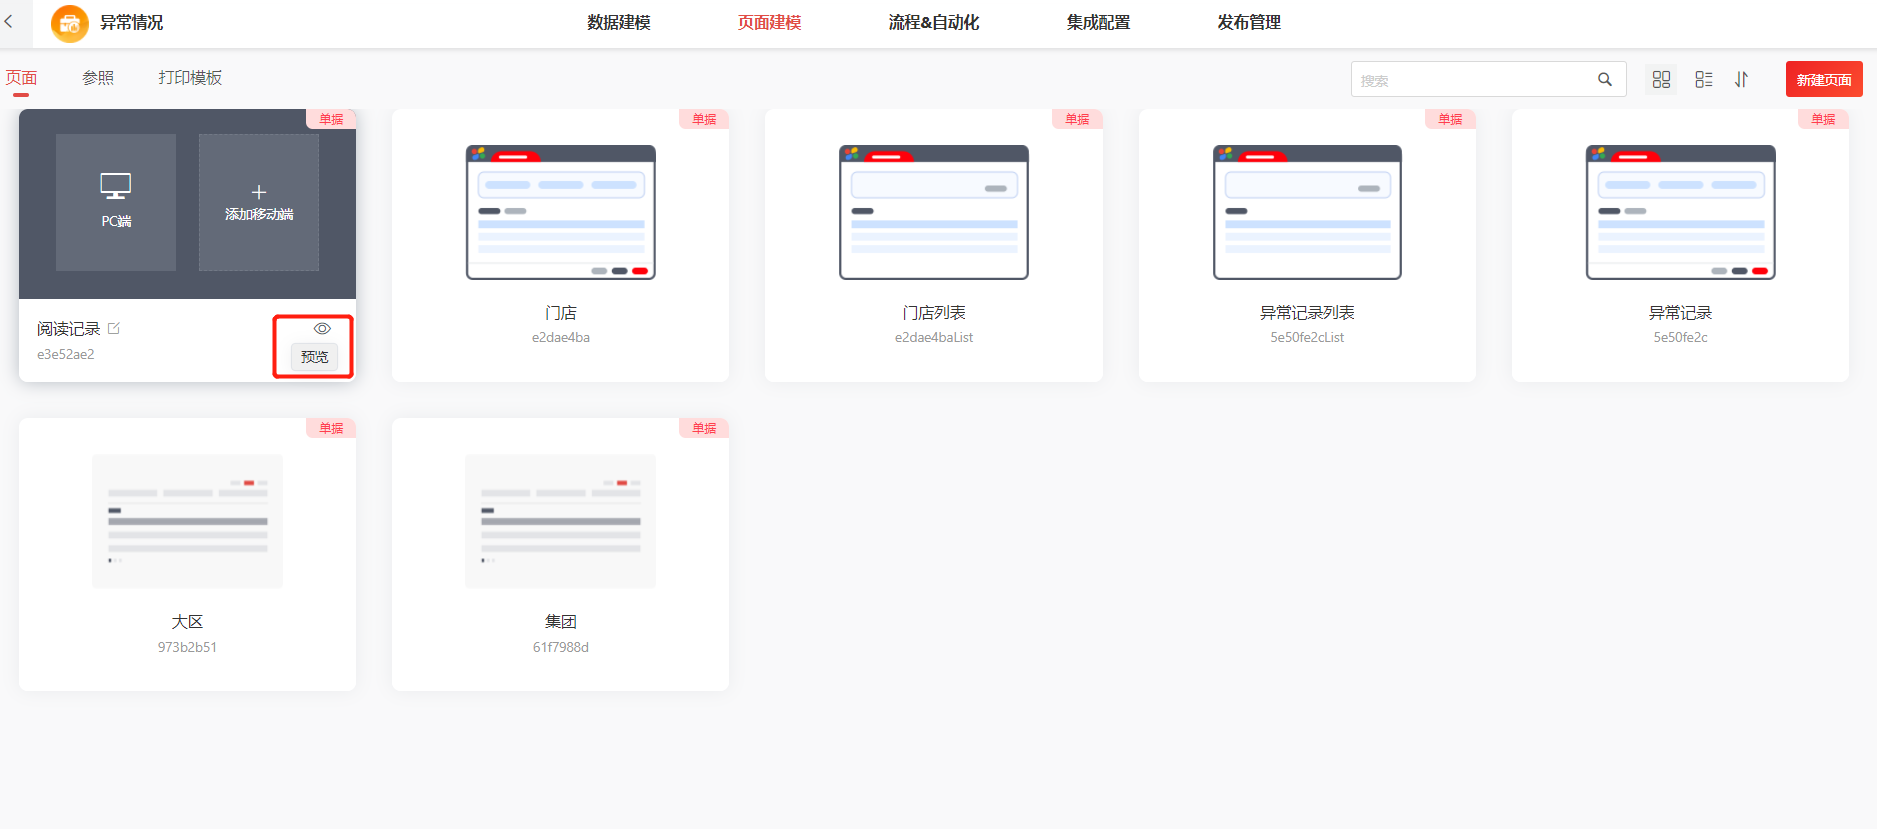 异常情况
数据建模 页面建模 流程&自动化 集成配置 发布管理
页面 参照 打印模板
搜索
新建页面
单据
PC端
添加移动端
阅读记录
e3e52ae2
预览
单据
门店
e2dae4ba
单据
门店列表
e2dae4baList
单据
异常记录列表
5e50fe2cList
单据
异常记录
5e50fe2c
单据
大区
973b2b51
单据
集团
61f7988d